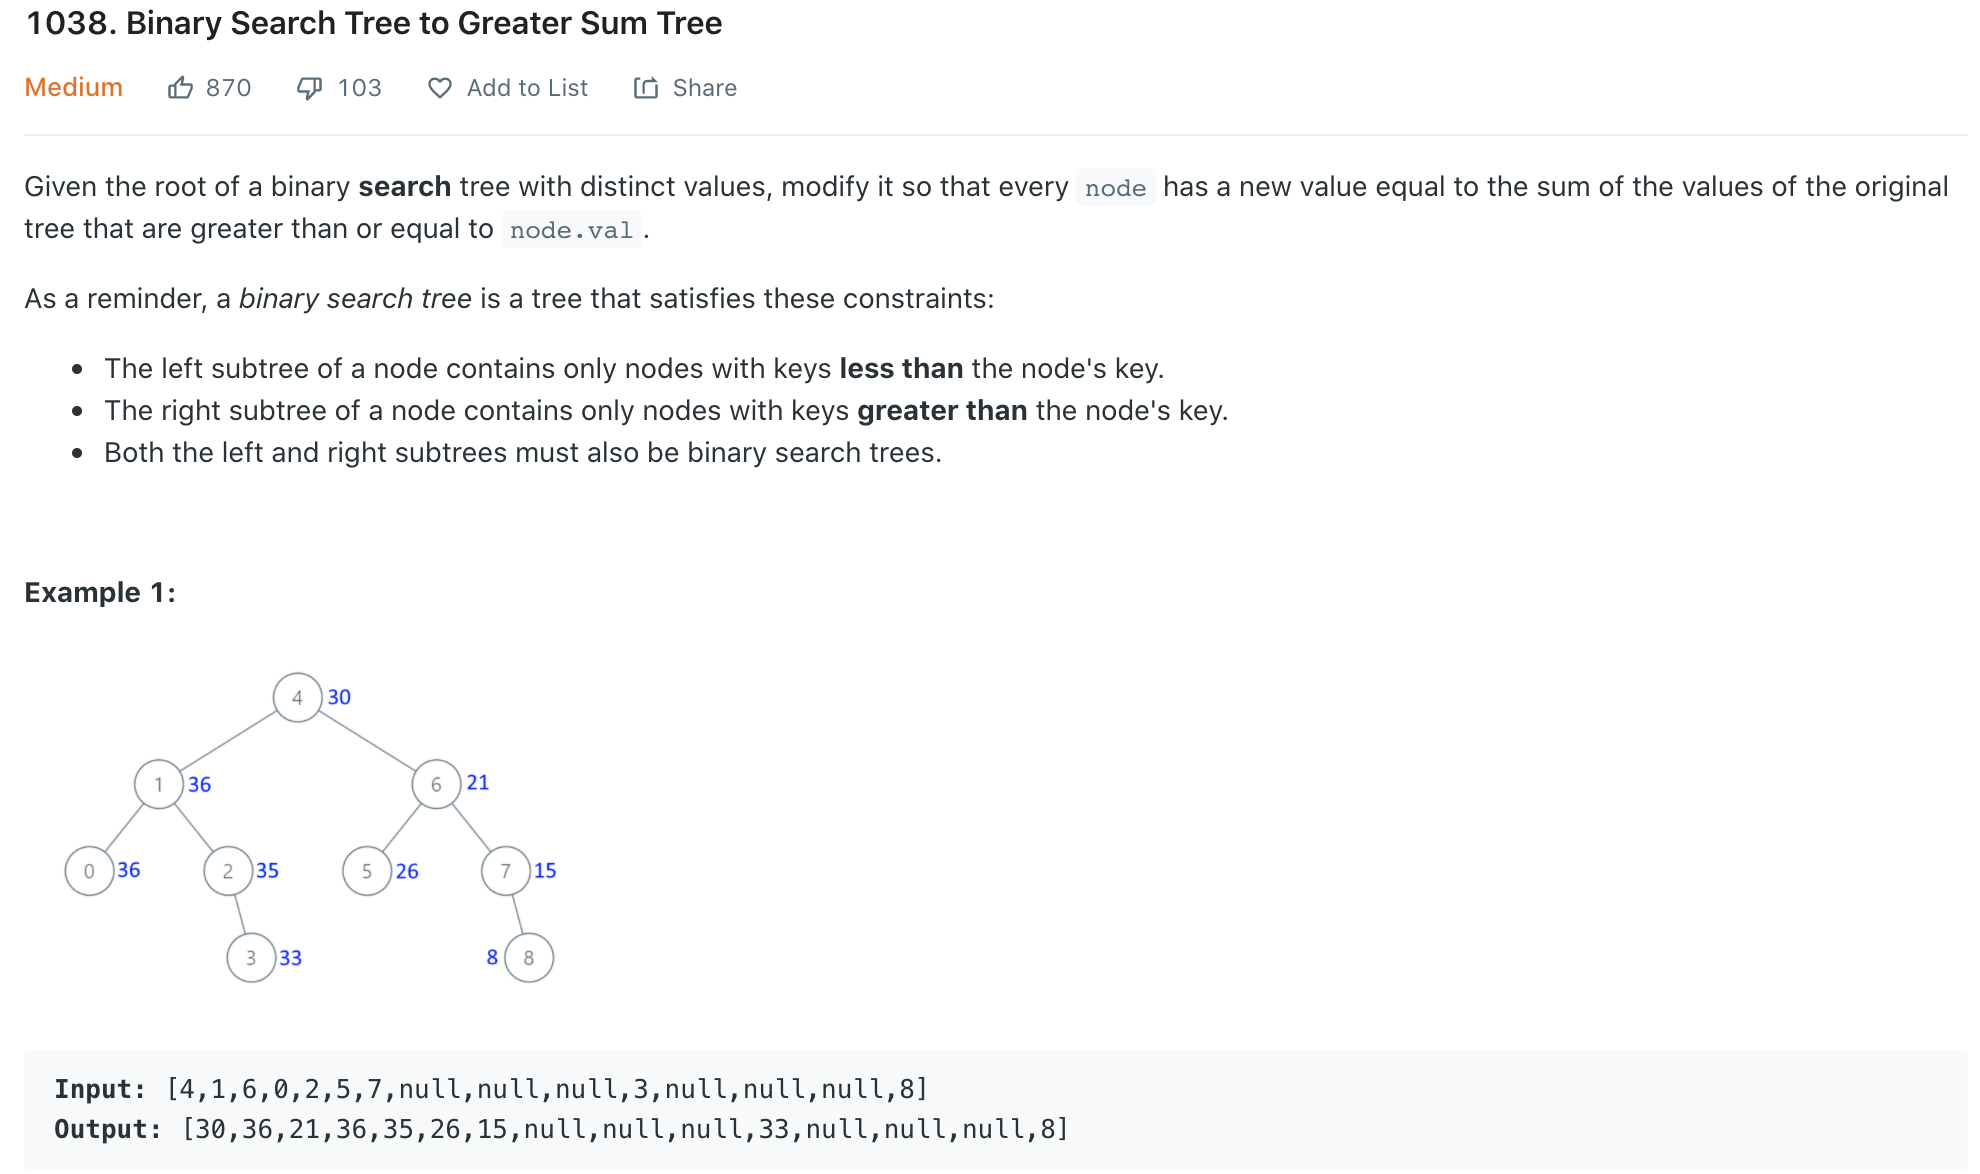 1038. Binary Search Tree to Greater Sum Tree
Medium 870 103 Add to List Share
Given the root of a binary search tree with distinct values, modify it so that every node has a new value equal to the sum of the values of the original
tree that are greater than or equal to node.val.
As a reminder, a binary search tree is a tree that satisfies these constraints:
• The left subtree of a node contains only nodes with keys less than the node's key.
• The right subtree of a node contains only nodes with keys greater than the node's key.
• Both the left and right subtrees must also be binary search trees.
Example 1:
4 30
1 36 6 21
0 36 2 35 5 26 7 15
3 33 8 8
Input: [4,1,6,0,2,5,7,null,null,null,3,null,null,null,8]
Output: [30,36,21,36,35,26,15,null,null,null,33,null,null,null,8]